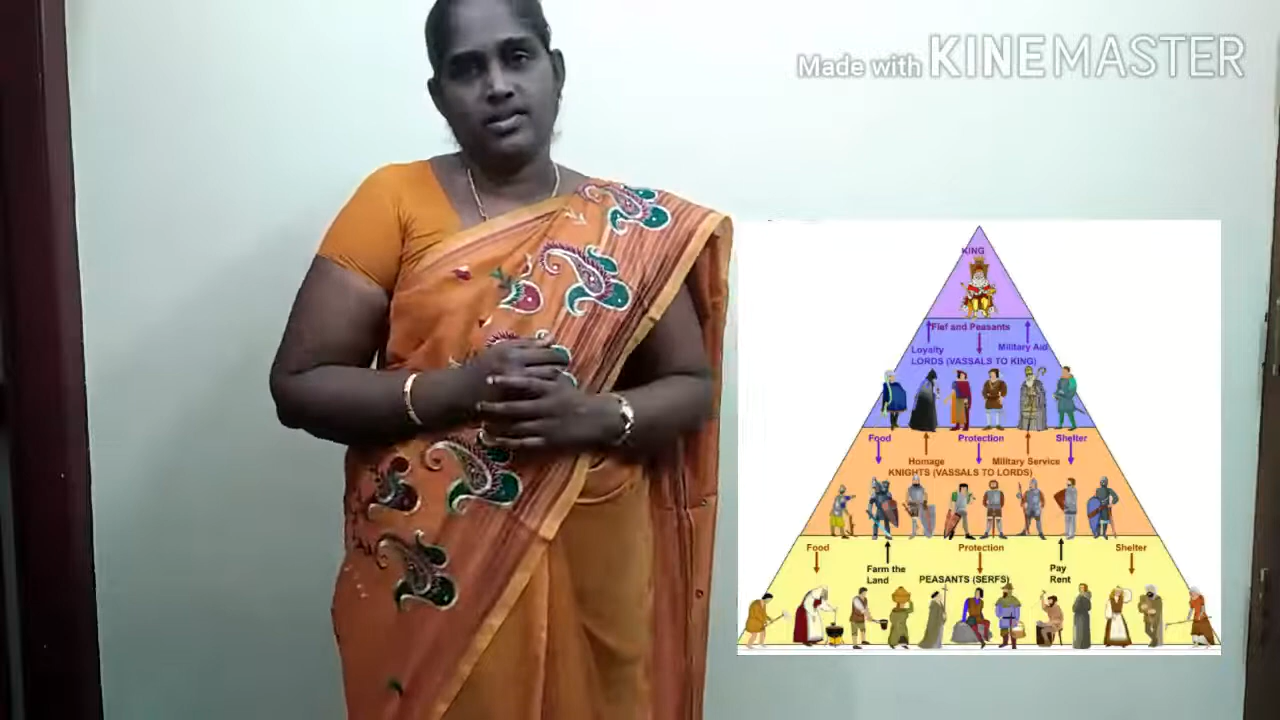 Made with KINEMASTER
KING
Fief and Peasants
Loyalty
Military Aid
LORDS (VASSALS TO KING)
Food
Protection
Shelter
Homage
Military Service
KNIGHTS (VASSALS TO LORDS)
Food
Protection
Shelter
Farm the
Land
PEASANTS (SERFS)
Pay
Rent